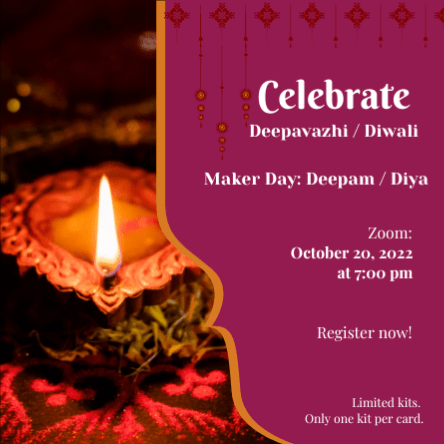 Celebrate
Deepavazhi / Diwali
Maker Day: Deepam / Diya
Zoom:
October 20, 2022
at 7:00 pm
Register now!
Limited kits.
Only one kit per card.